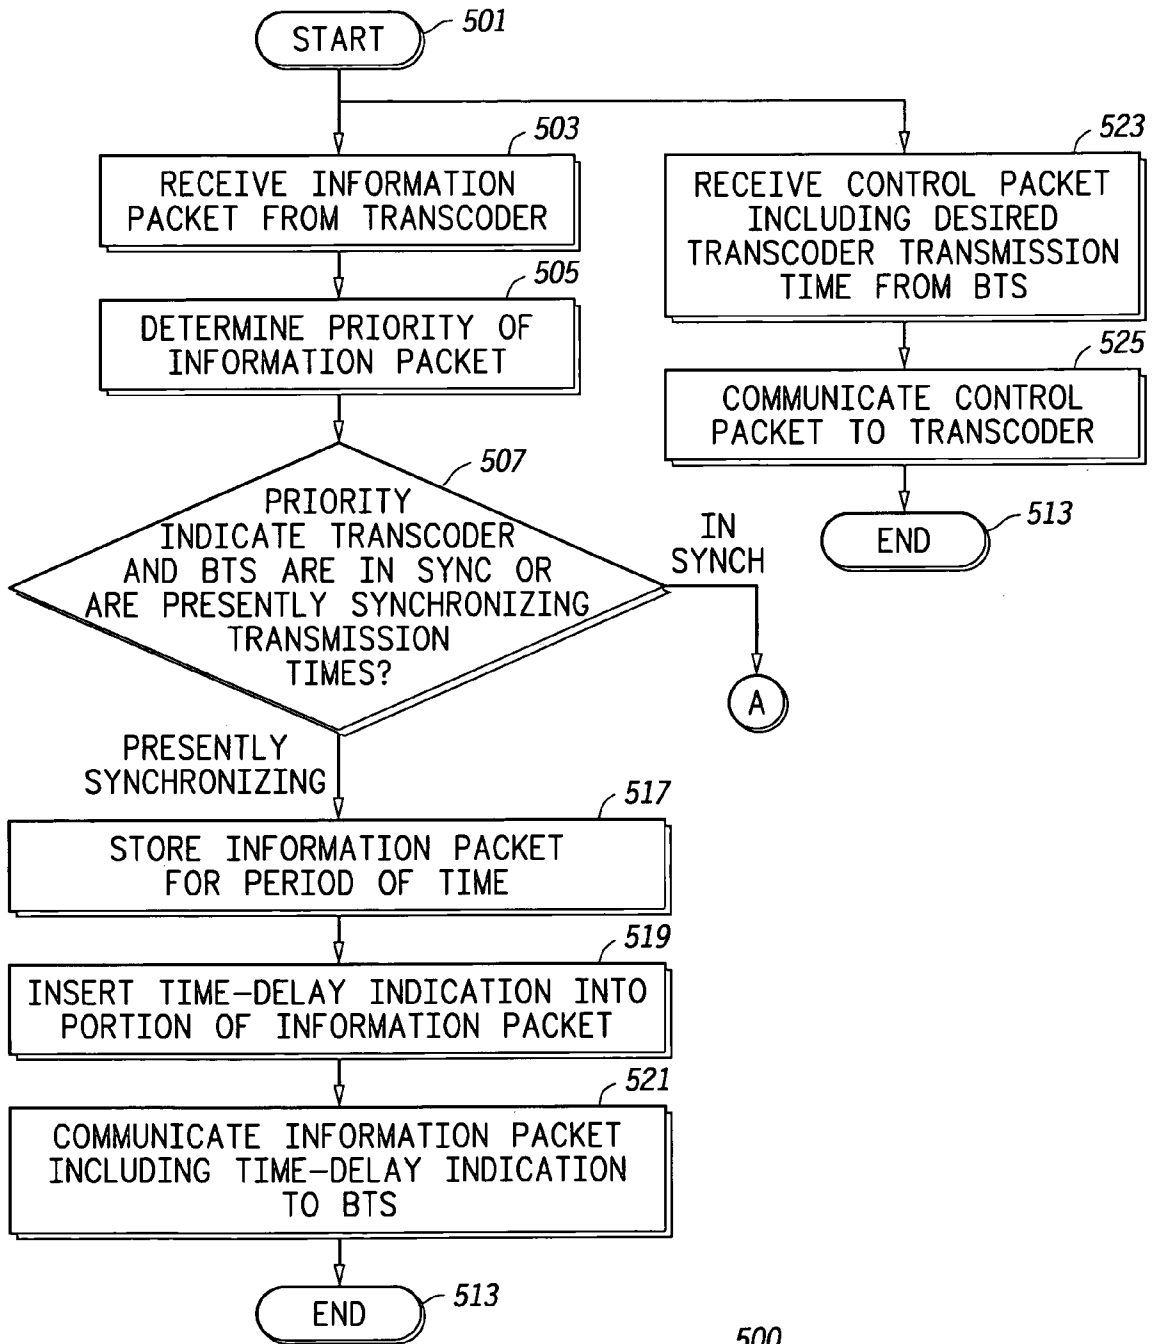 START
501
503
RECEIVE INFORMATION
PACKET FROM TRANSCODER
505
DETERMINE PRIORITY OF
INFORMATION PACKET
507
PRIORITY
INDICATE TRANSCODER
AND BTS ARE IN SYNC OR
ARE PRESENTLY SYNCHRONIZING
TRANSMISSION
TIMES?
IN
SYNCH
A
PRESENTLY
SYNCHRONIZING
517
STORE INFORMATION PACKET
FOR PERIOD OF TIME
519
INSERT TIME-DELAY INDICATION INTO
PORTION OF INFORMATION PACKET
521
COMMUNICATE INFORMATION PACKET
INCLUDING TIME-DELAY INDICATION
TO BTS
END
513
523
RECEIVE CONTROL PACKET
INCLUDING DESIRED
TRANSCODER TRANSMISSION
TIME FROM BTS
525
COMMUNICATE CONTROL
PACKET TO TRANSCODER
END
513
500